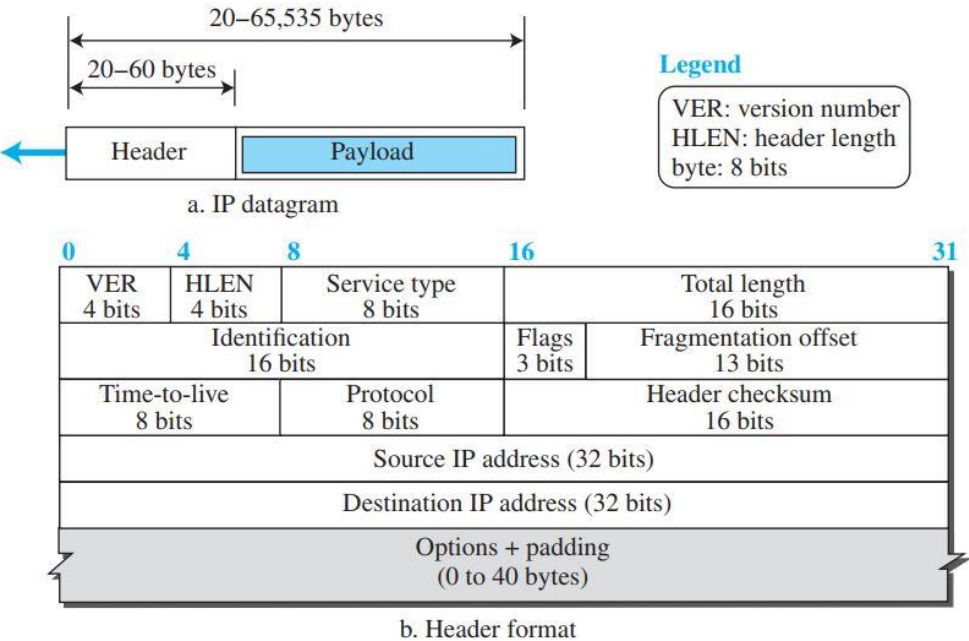 20–65,535 bytes
20–60 bytes
Header
Payload
a. IP datagram
Legend
VER: version number
HLEN: header length
byte: 8 bits
0 4 8 16 31
VER HLEN Service type Total length
4 bits 4 bits 8 bits 16 bits
Identification Flags Fragmentation offset
16 bits 3 bits 13 bits
Time-to-live Protocol Header checksum
8 bits 8 bits 16 bits
Source IP address (32 bits)
Destination IP address (32 bits)
Options + padding
(0 to 40 bytes)
b. Header format